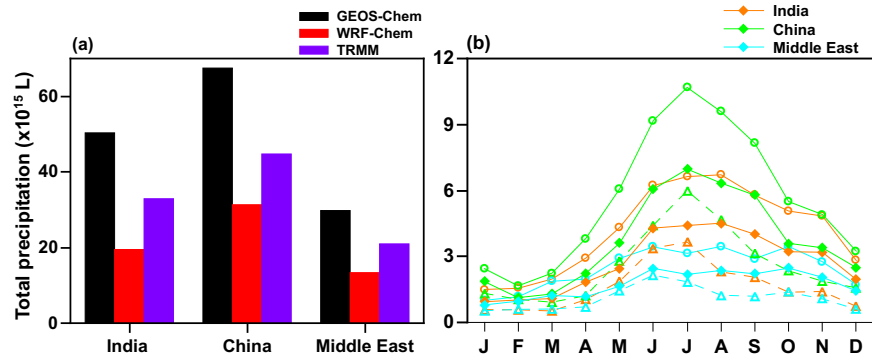 (a)
GEOS-Chem
WRF-Chem
TRMM
Total precipitation (x10¹⁵ L)
60
40
20
0
India China Middle East
(b)
India
China
Middle East
12
9
6
3
0
J F M A M J J A S O N D